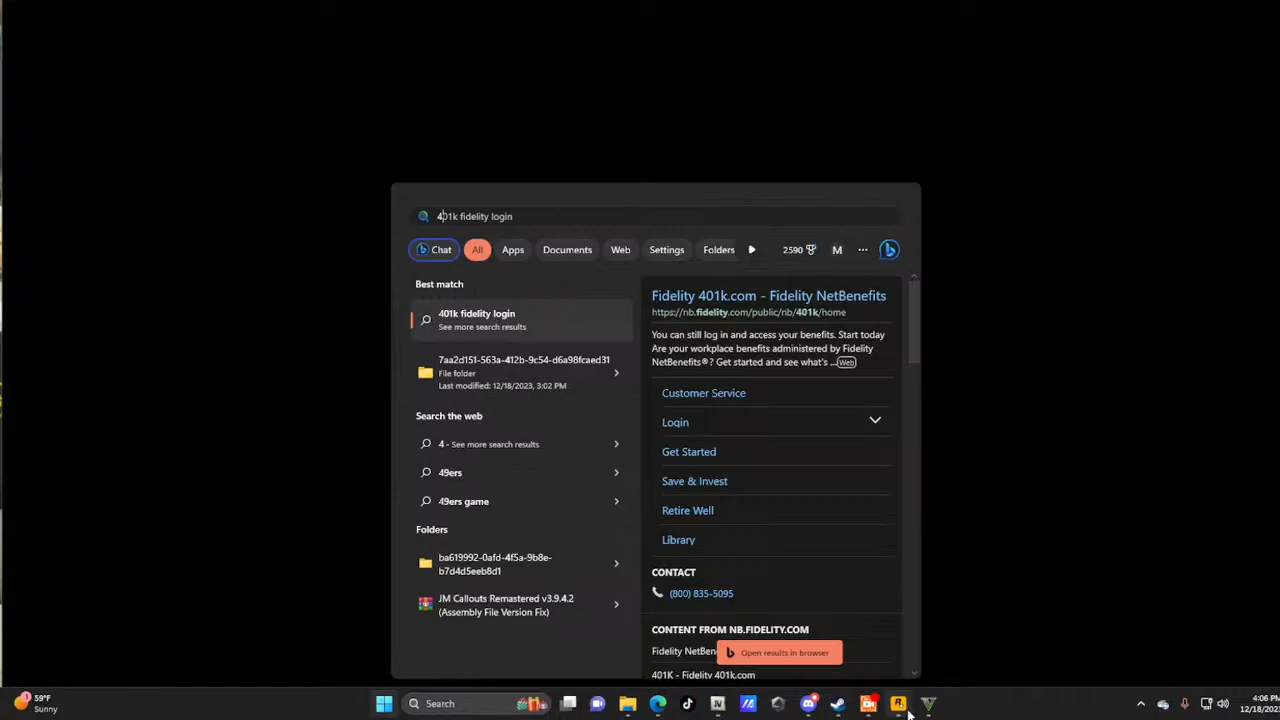 401k fidelity login
Chat All Apps Documents Web Settings Folders 2590 M
Best match
401k fidelity login
See more search results
7aa2d151-563a-412b-9c54-d6a98fcaed31
File folder
Last modified: 12/18/2023, 3:02 PM
Search the web
4 - See more search results
49ers
49ers game
Folders
ba619992-0afd-4f5a-9b8e-
b7d4d5eeb8d1
JM Callouts Remastered v3.9.4.2
(Assembly File Version Fix)
Fidelity 401k.com - Fidelity NetBenefits
https://nb.fidelity.com/public/nb/401k/home
You can still log in and access your benefits. Start today
Are your workplace benefits administered by Fidelity
NetBenefits®? Get started and see what's ... Web
Customer Service
Login
Get Started
Save & Invest
Retire Well
Library
CONTACT
(800) 835-5095
CONTENT FROM NB.FIDELITY.COM
Fidelity NetBen
Open results in browser
401K - Fidelity 401k.com
1
59°F
Sunny
Search
4:06 PM
12/18/202